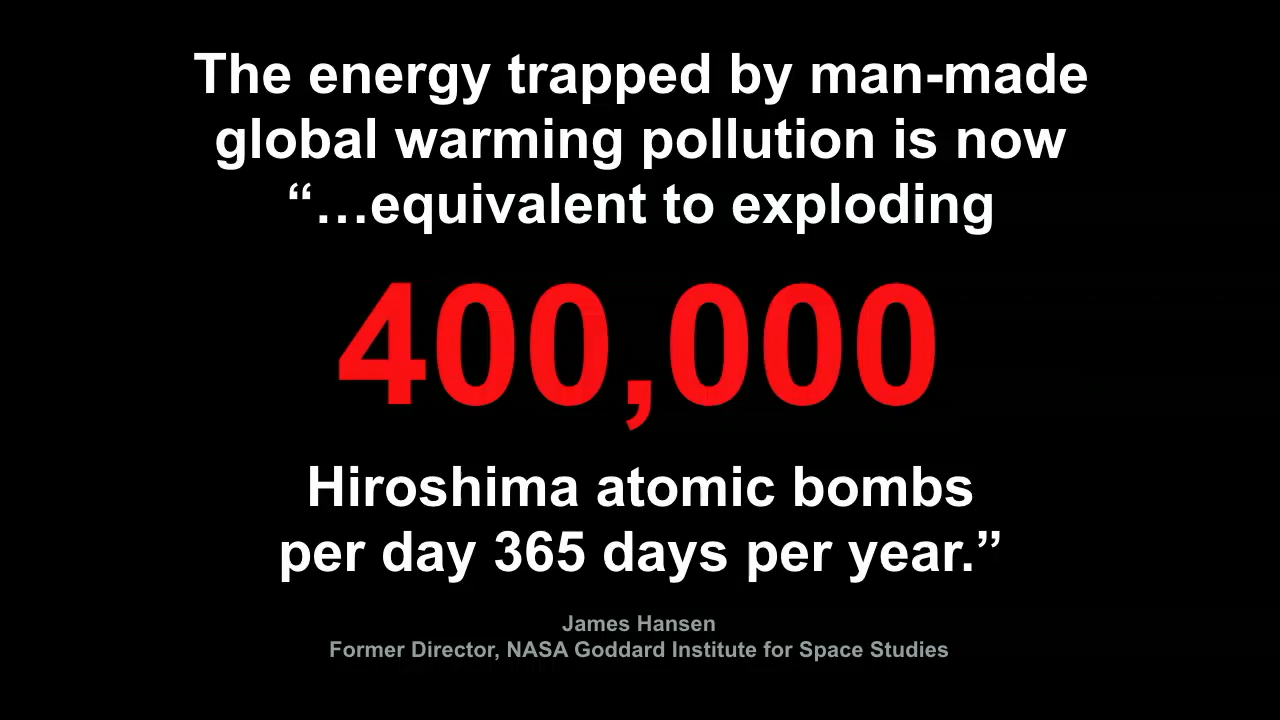 The energy trapped by man-made
global warming pollution is now
“…equivalent to exploding
400,000
Hiroshima atomic bombs
per day 365 days per year.”
James Hansen
Former Director, NASA Goddard Institute for Space Studies